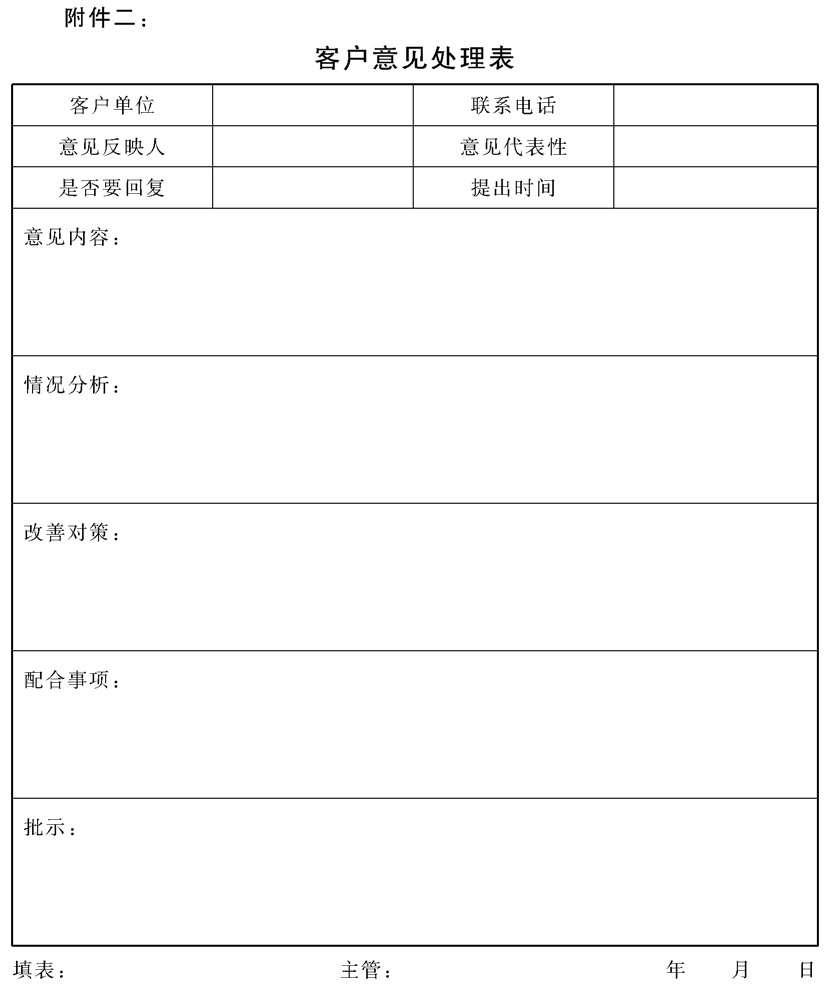 附件二：
客户意见处理表
客户单位 联系电话
意见反映人 意见代表性
是否要回复 提出时间
意见内容：
情况分析：
改善对策：
配合事项：
批示：
填表： 主管： 年 月 日